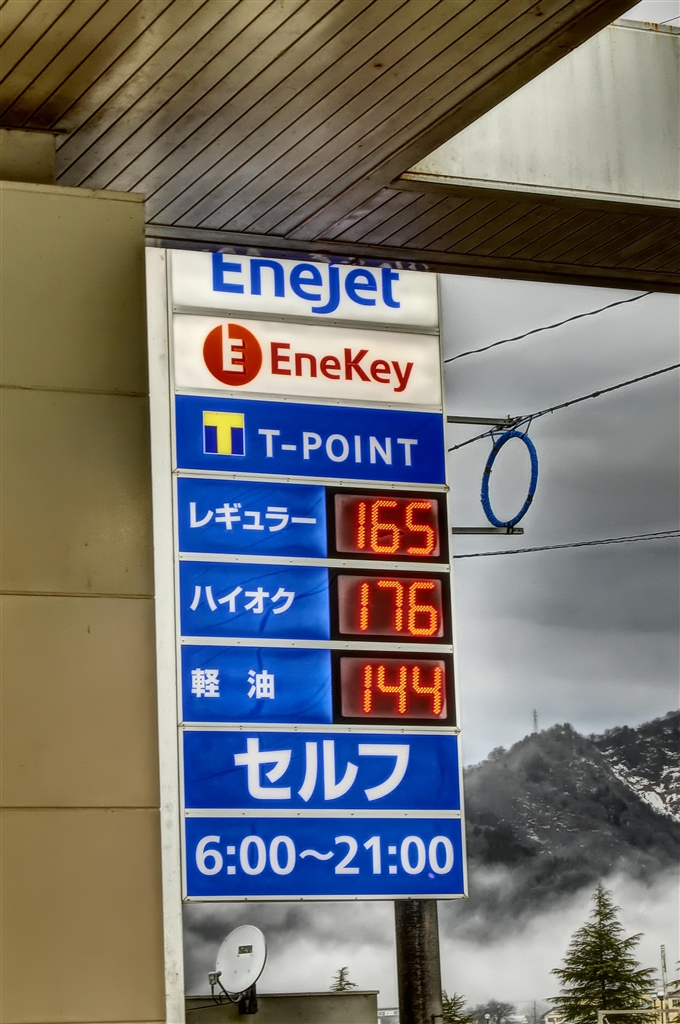 EneJet
E EneKey
T T-POINT
レギュラー 165
ハイオク 176
軽 油 144
セルフ
6:00～21:00